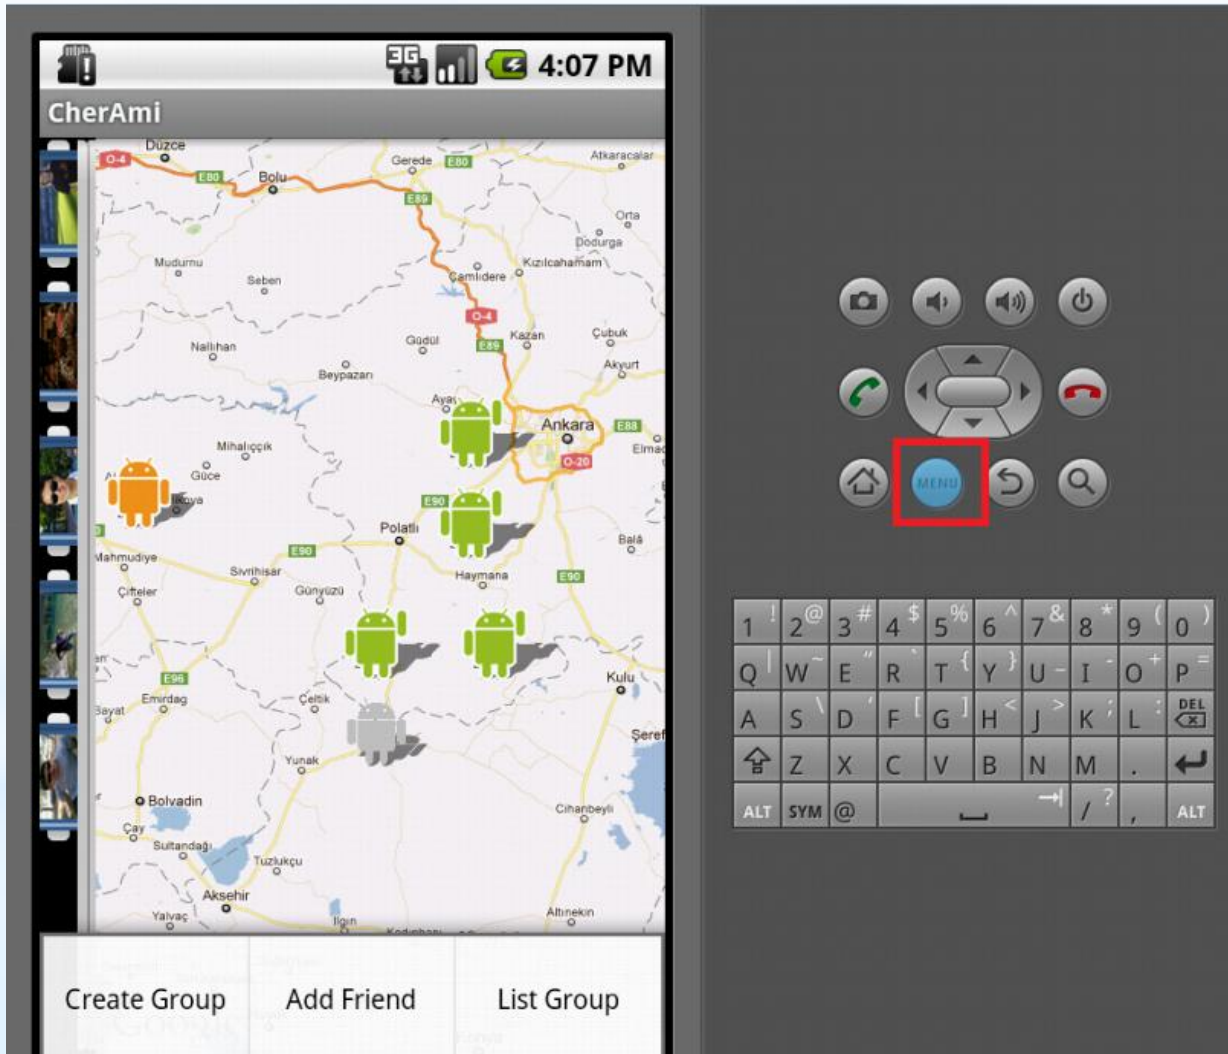 3G
4:07 PM
CherAmi
Düzce
Atkaracalar
O-4
Gerede
E80
E80
Bolu
E89
Orta
Dodurga
Mudurnu
Kızılcahamam
Seben
Çamlıdere
O-4
Kazan
Çubuk
Nallıhan
Güdül
E89
Akyurt
Beypazarı
Ayaş
Ankara
E88
Mihalıççık
Elmad
O-20
Güce
E90
Polatlı
Balâ
E90
Mahmudiye
Sivrihisar
Haymana
E90
Çifteler
Günyüzü
E96
Kulu
Emirdag
Çeltik
Bayat
Şeref
Yunak
Bolvadin
Cihanbeyli
Çay
Sultandağı
Tuzlukçu
Aksehir
Altınekin
Yalvaç
Ilgın
Kadınhanı
Create Group
Add Friend
List Group
MENU
1 ! 2 @ 3 # 4 $ 5 % 6 ^ 7 & 8 * 9 ( 0 )
Q | W ~ E " R ` T { Y } U _ I - O + P =
A S \ D ' F [ G ] H < J > K ; L : DEL
Z X C V B N M .
ALT SYM @ / ? , ALT